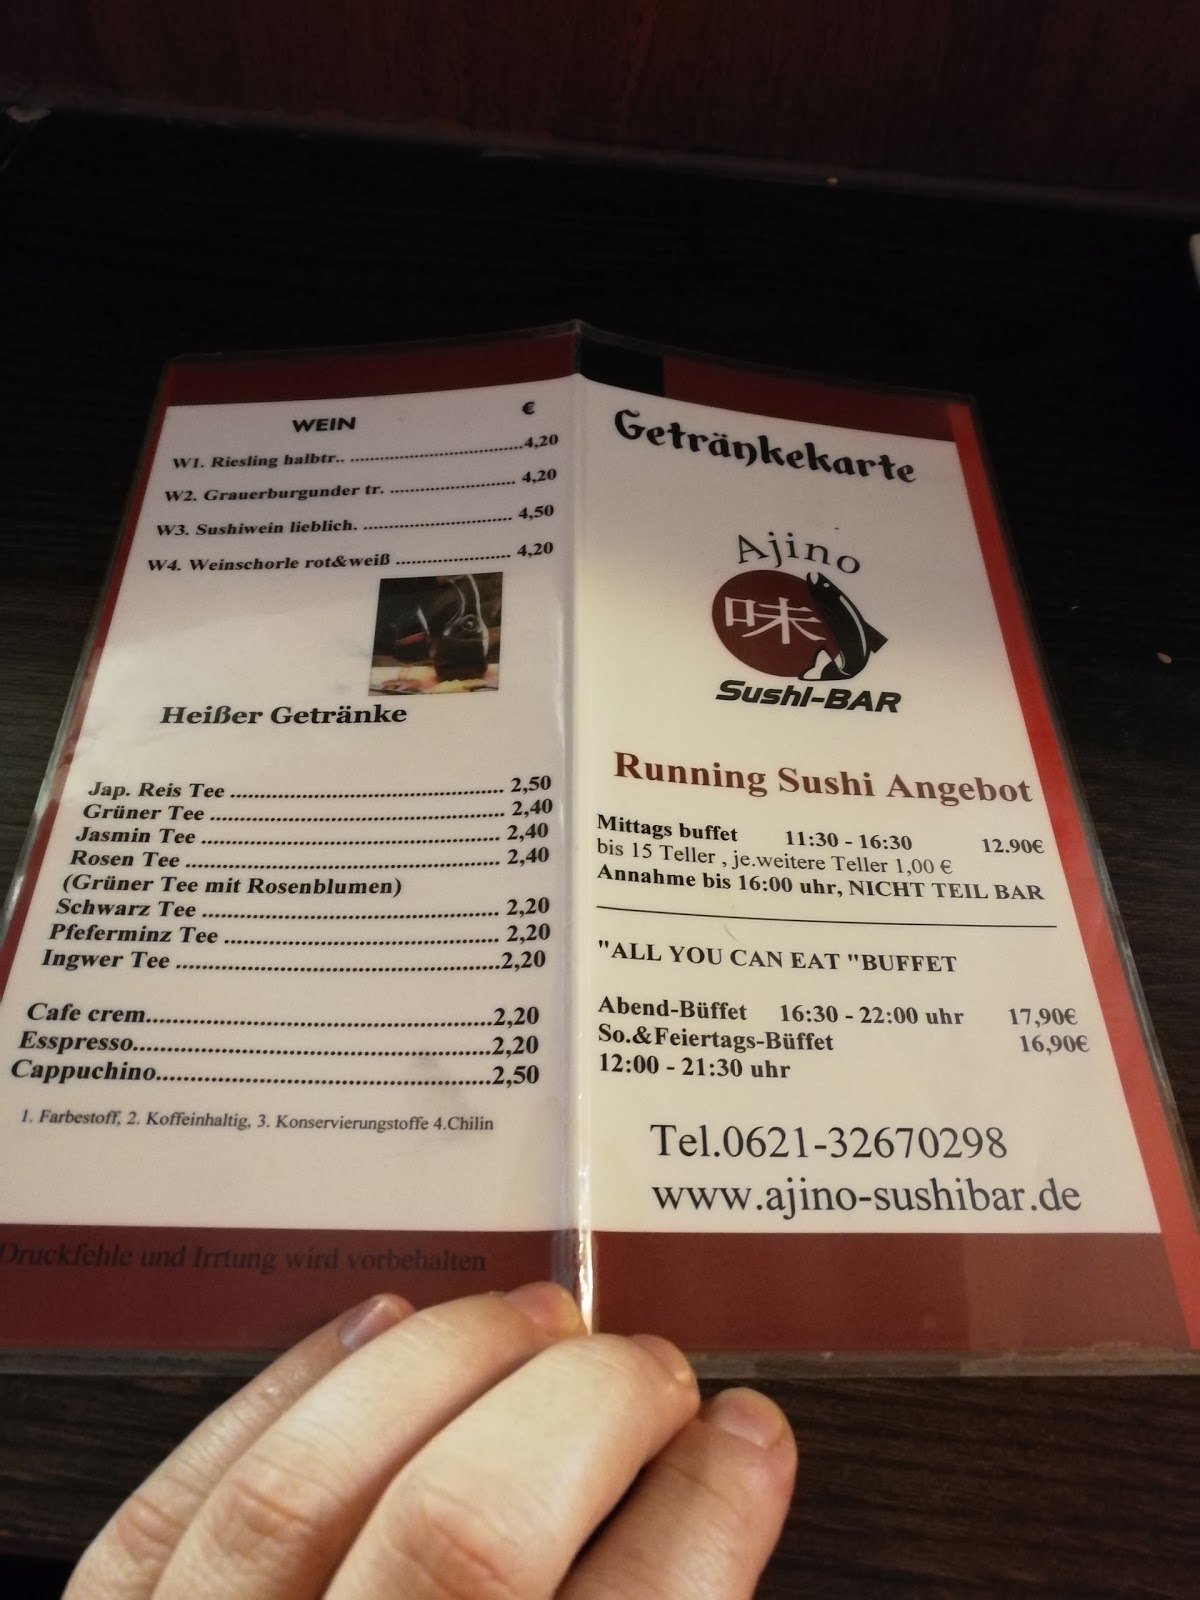 WEIN €
W1. Riesling halbtr.. ............................4,20
W2. Grauerburgunder tr. .................... 4,20
W3. Sushiwein lieblich. ........................ 4,50
W4. Weinschorle rot&weiß .................. 4,20
Heißer Getränke
Jap. Reis Tee ........................................ 2,50
Grüner Tee ........................................... 2,40
Jasmin Tee ........................................... 2,40
Rosen Tee ............................................. 2,40
(Grüner Tee mit Rosenblumen)
Schwarz Tee .......................................... 2,20
Pfeferminz Tee ...................................... 2,20
Ingwer Tee ..............................................2,20
Cafe crem..................................................2,20
Esspresso...................................................2,20
Cappuchino................................................2,50
1. Farbestoff, 2. Koffeinhaltig, 3. Konservierungstoffe 4.Chilin
Druckfehle und Irrtung wird vorbehalten
Getränkekarte
Ajino
味
SushI-BAR
Running Sushi Angebot
Mittags buffet 11:30 - 16:30 12.90€
bis 15 Teller , je.weitere Teller 1,00 €
Annahme bis 16:00 uhr, NICHT TEIL BAR
"ALL YOU CAN EAT "BUFFET
Abend-Büffet 16:30 - 22:00 uhr 17,90€
So.&Feiertags-Büffet 16,90€
12:00 - 21:30 uhr
Tel.0621-32670298
www.ajino-sushibar.de